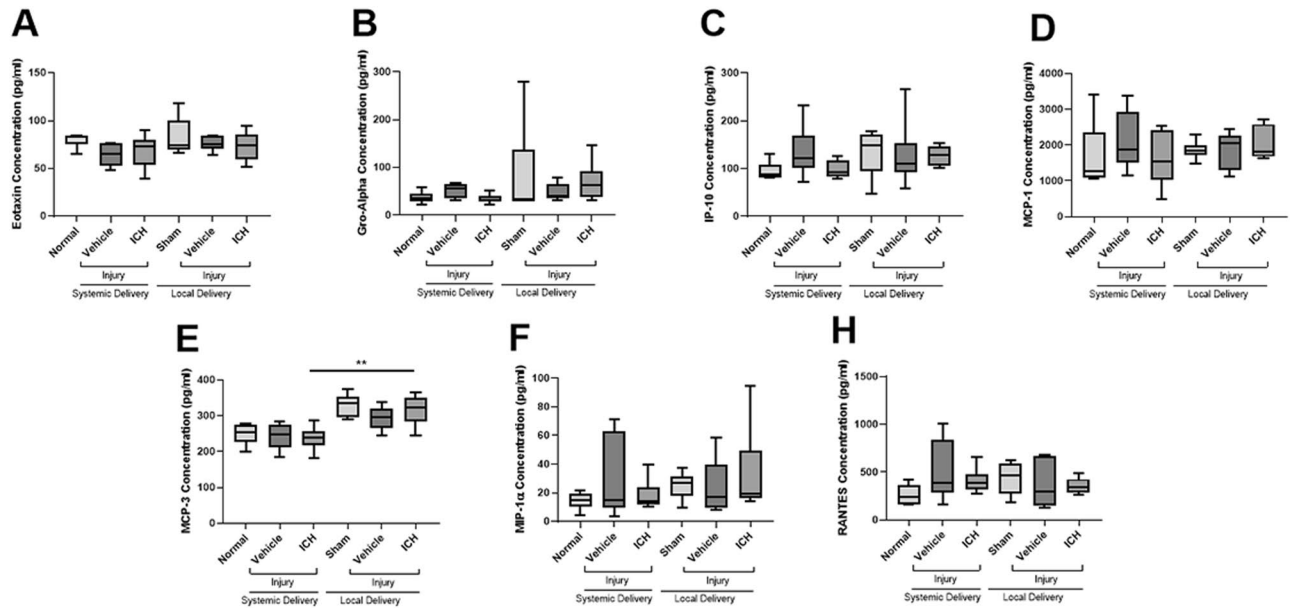 A
Eotaxin Concentration (pg/ml)
150
100
50
0
Normal
Vehicle
ICH
Sham
Vehicle
ICH
Injury
Injury
Systemic Delivery
Local Delivery
B
Gro-Alpha Concentration (pg/ml)
300
200
100
0
Normal
Vehicle
ICH
Sham
Vehicle
ICH
Injury
Injury
Systemic Delivery
Local Delivery
C
IP-10 Concentration (pg/ml)
300
200
100
0
Normal
Vehicle
ICH
Sham
Vehicle
ICH
Injury
Injury
Systemic Delivery
Local Delivery
D
MCP-1 Concentration (pg/ml)
4000
3000
2000
1000
0
Normal
Vehicle
ICH
Sham
Vehicle
ICH
Injury
Injury
Systemic Delivery
Local Delivery
E
MCP-3 Concentration (pg/ml)
400
300
200
100
0
**
Normal
Vehicle
ICH
Sham
Vehicle
ICH
Injury
Injury
Systemic Delivery
Local Delivery
F
MIP-1α Concentration (pg/ml)
100
80
60
40
20
0
Normal
Vehicle
ICH
Sham
Vehicle
ICH
Injury
Injury
Systemic Delivery
Local Delivery
H
RANTES Concentration (pg/ml)
1500
1000
500
0
Normal
Vehicle
ICH
Sham
Vehicle
ICH
Injury
Injury
Systemic Delivery
Local Delivery